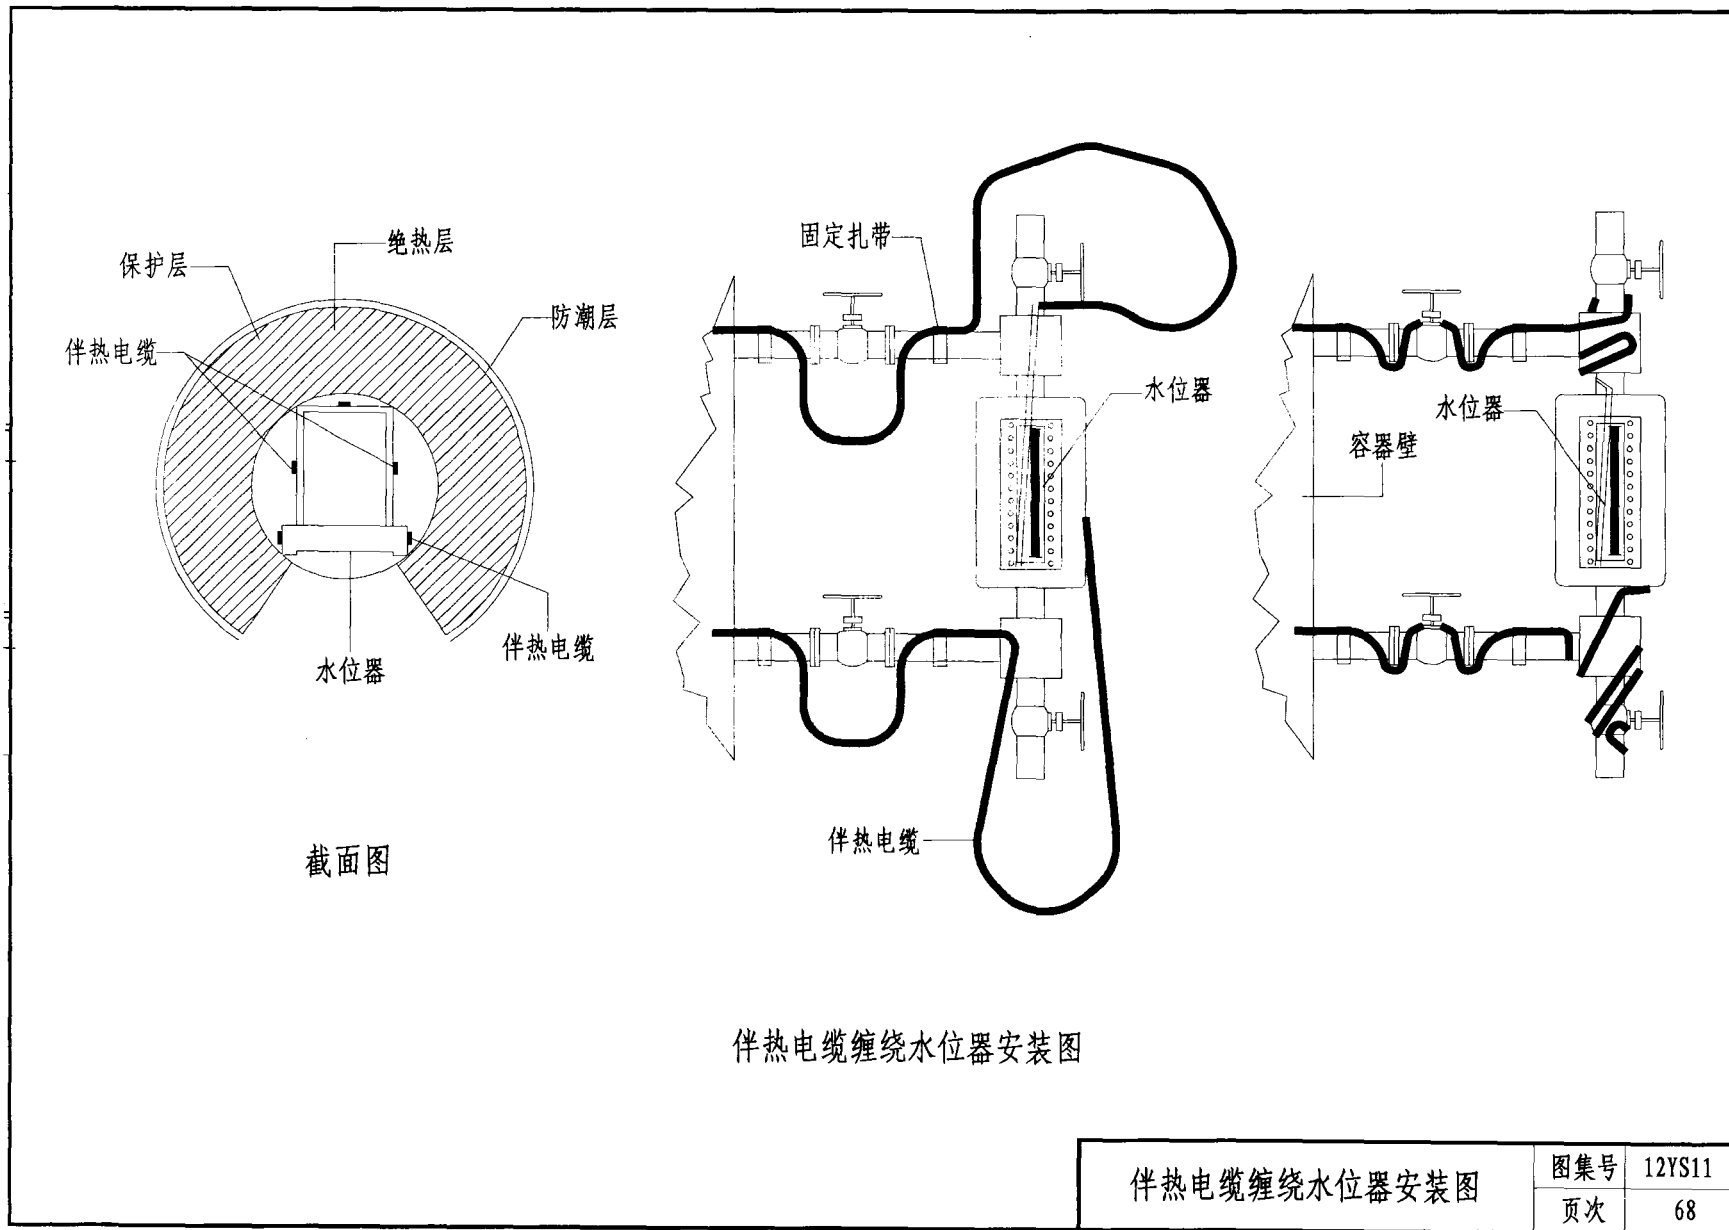 绝热层
保护层
防潮层
伴热电缆
伴热电缆
水位器
截面图
固定扎带
水位器
伴热电缆
水位器
容器壁
伴热电缆缠绕水位器安装图
伴热电缆缠绕水位器安装图
图集号 12YS11
页次 68